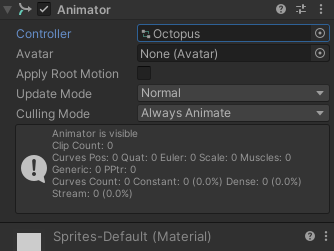 Animator
Controller Octopus
Avatar None (Avatar)
Apply Root Motion
Update Mode Normal
Culling Mode Always Animate
Animator is visible
Clip Count: 0
Curves Pos: 0 Quat: 0 Euler: 0 Scale: 0 Muscles: 0
Generic: 0 PPtr: 0
Curves Count: 0 Constant: 0 (0.0%) Dense: 0 (0.0%)
Stream: 0 (0.0%)
Sprites-Default (Material)